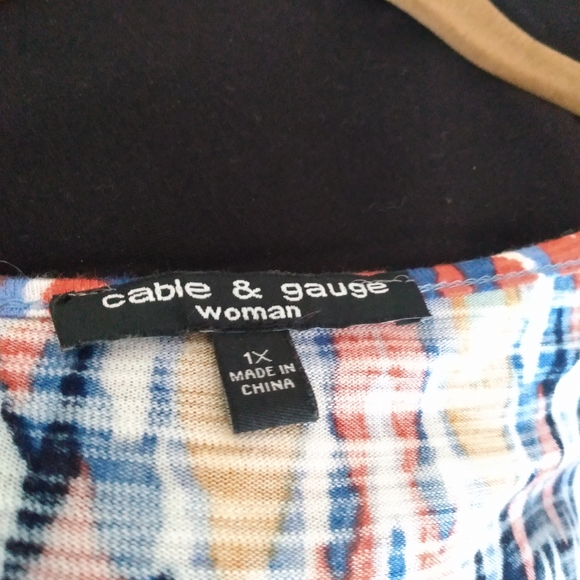 cable & gauge
woman
1X
MADE IN
CHINA